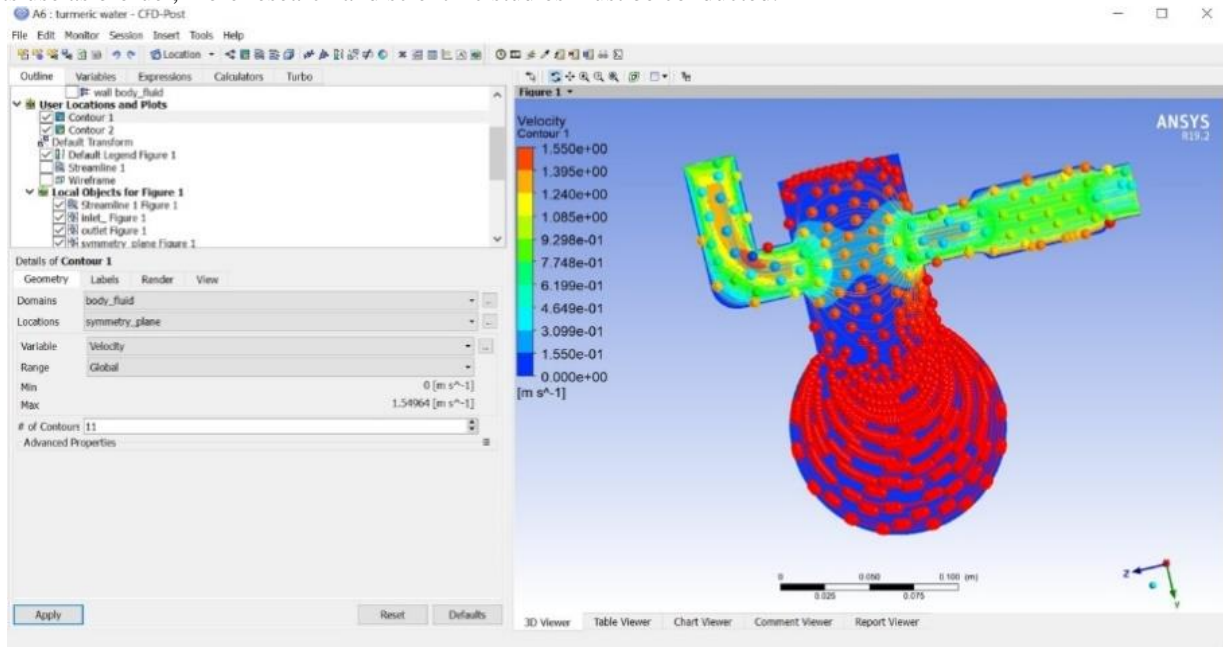 A6 : turmeric water - CFD-Post
File Edit Monitor Session Insert Tools Help
Location
Outline Variables Expressions Calculators Turbo
wall body_fluid
User Locations and Plots
Contour 1
Contour 2
Default Transform
Default Legend Figure 1
Streamline 1
Wireframe
Local Objects for Figure 1
Streamline 1 Figure 1
inlet_ Figure 1
outlet Figure 1
symmetry_plane Figure 1
Details of Contour 1
Geometry Labels Render View
Domains body_fluid
Locations symmetry_plane
Variable Velocity
Range Global
Min 0 [m s^-1]
Max 1.54964 [m s^-1]
# of Contours 11
Advanced Properties
Apply Reset Defaults
Figure 1
Velocity
Contour 1
1.550e+00
1.395e+00
1.240e+00
1.085e+00
9.298e-01
7.748e-01
6.199e-01
4.649e-01
3.099e-01
1.550e-01
0.000e+00
[m s^-1]
ANSYS
R19.2
0 0.050 0.100 (m)
0.025 0.075
Z
Y
3D Viewer Table Viewer Chart Viewer Comment Viewer Report Viewer